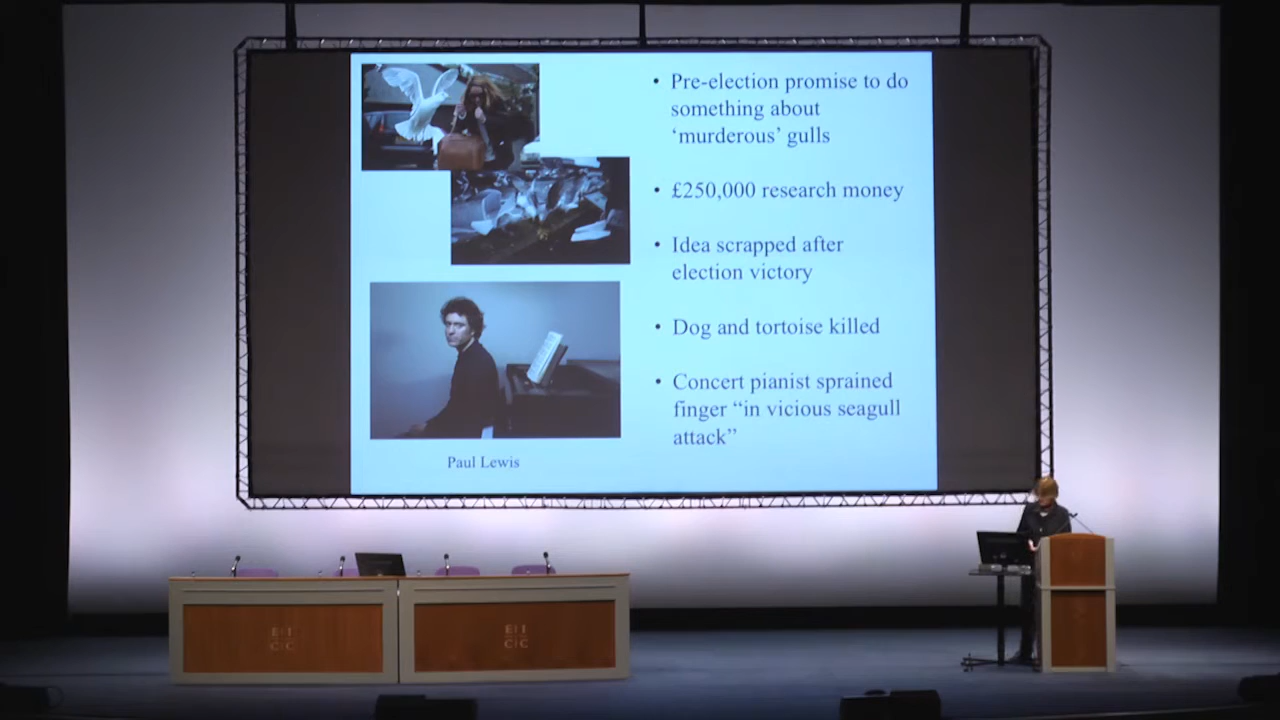 • Pre-election promise to do
something about
‘murderous’ gulls
• £250,000 research money
• Idea scrapped after
election victory
• Dog and tortoise killed
• Concert pianist sprained
finger “in vicious seagull
attack”
Paul Lewis
E I
C C
E I
C C